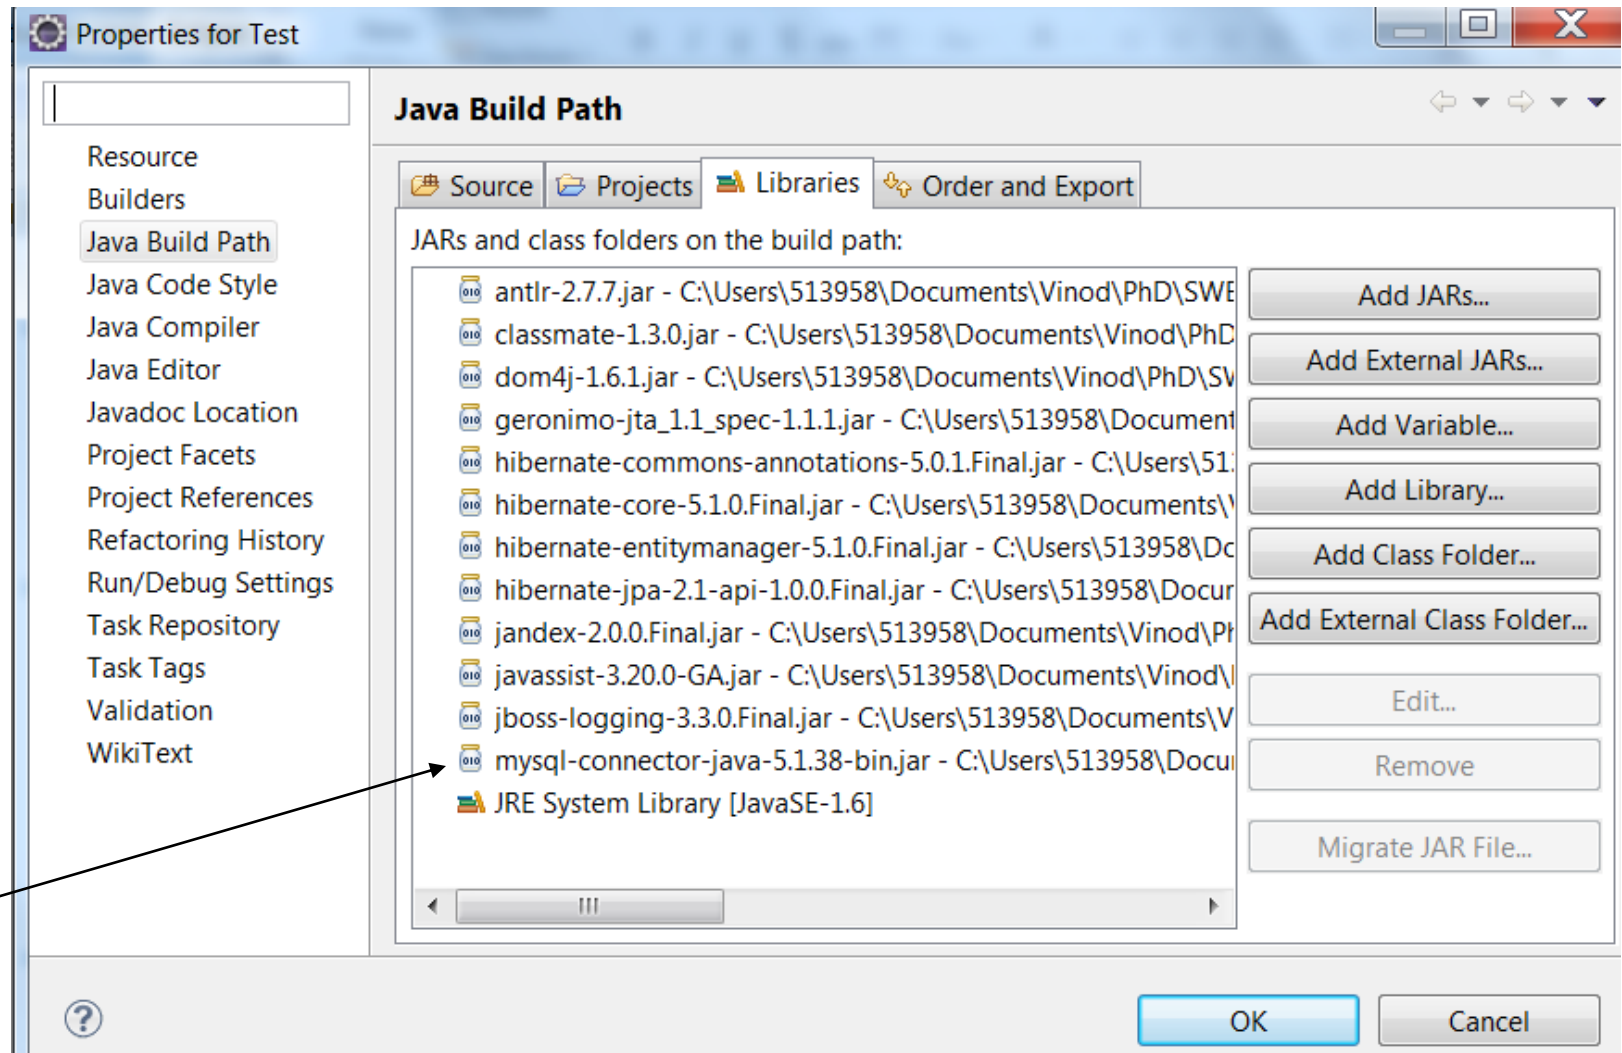 Properties for Test
Resource
Builders
Java Build Path
Java Code Style
Java Compiler
Java Editor
Javadoc Location
Project Facets
Project References
Refactoring History
Run/Debug Settings
Task Repository
Task Tags
Validation
WikiText
Java Build Path
Source Projects Libraries Order and Export
JARs and class folders on the build path:
antlr-2.7.7.jar - C:\Users\513958\Documents\Vinod\PhD\SWE
classmate-1.3.0.jar - C:\Users\513958\Documents\Vinod\PhD
dom4j-1.6.1.jar - C:\Users\513958\Documents\Vinod\PhD\SW
geronimo-jta_1.1_spec-1.1.1.jar - C:\Users\513958\Document
hibernate-commons-annotations-5.0.1.Final.jar - C:\Users\51
hibernate-core-5.1.0.Final.jar - C:\Users\513958\Documents\
hibernate-entitymanager-5.1.0.Final.jar - C:\Users\513958\Do
hibernate-jpa-2.1-api-1.0.0.Final.jar - C:\Users\513958\Docur
jandex-2.0.0.Final.jar - C:\Users\513958\Documents\Vinod\Ph
javassist-3.20.0-GA.jar - C:\Users\513958\Documents\Vinod\
jboss-logging-3.3.0.Final.jar - C:\Users\513958\Documents\V
mysql-connector-java-5.1.38-bin.jar - C:\Users\513958\Docu
JRE System Library [JavaSE-1.6]
Add JARs...
Add External JARs...
Add Variable...
Add Library...
Add Class Folder...
Add External Class Folder...
Edit...
Remove
Migrate JAR File...
OK
Cancel